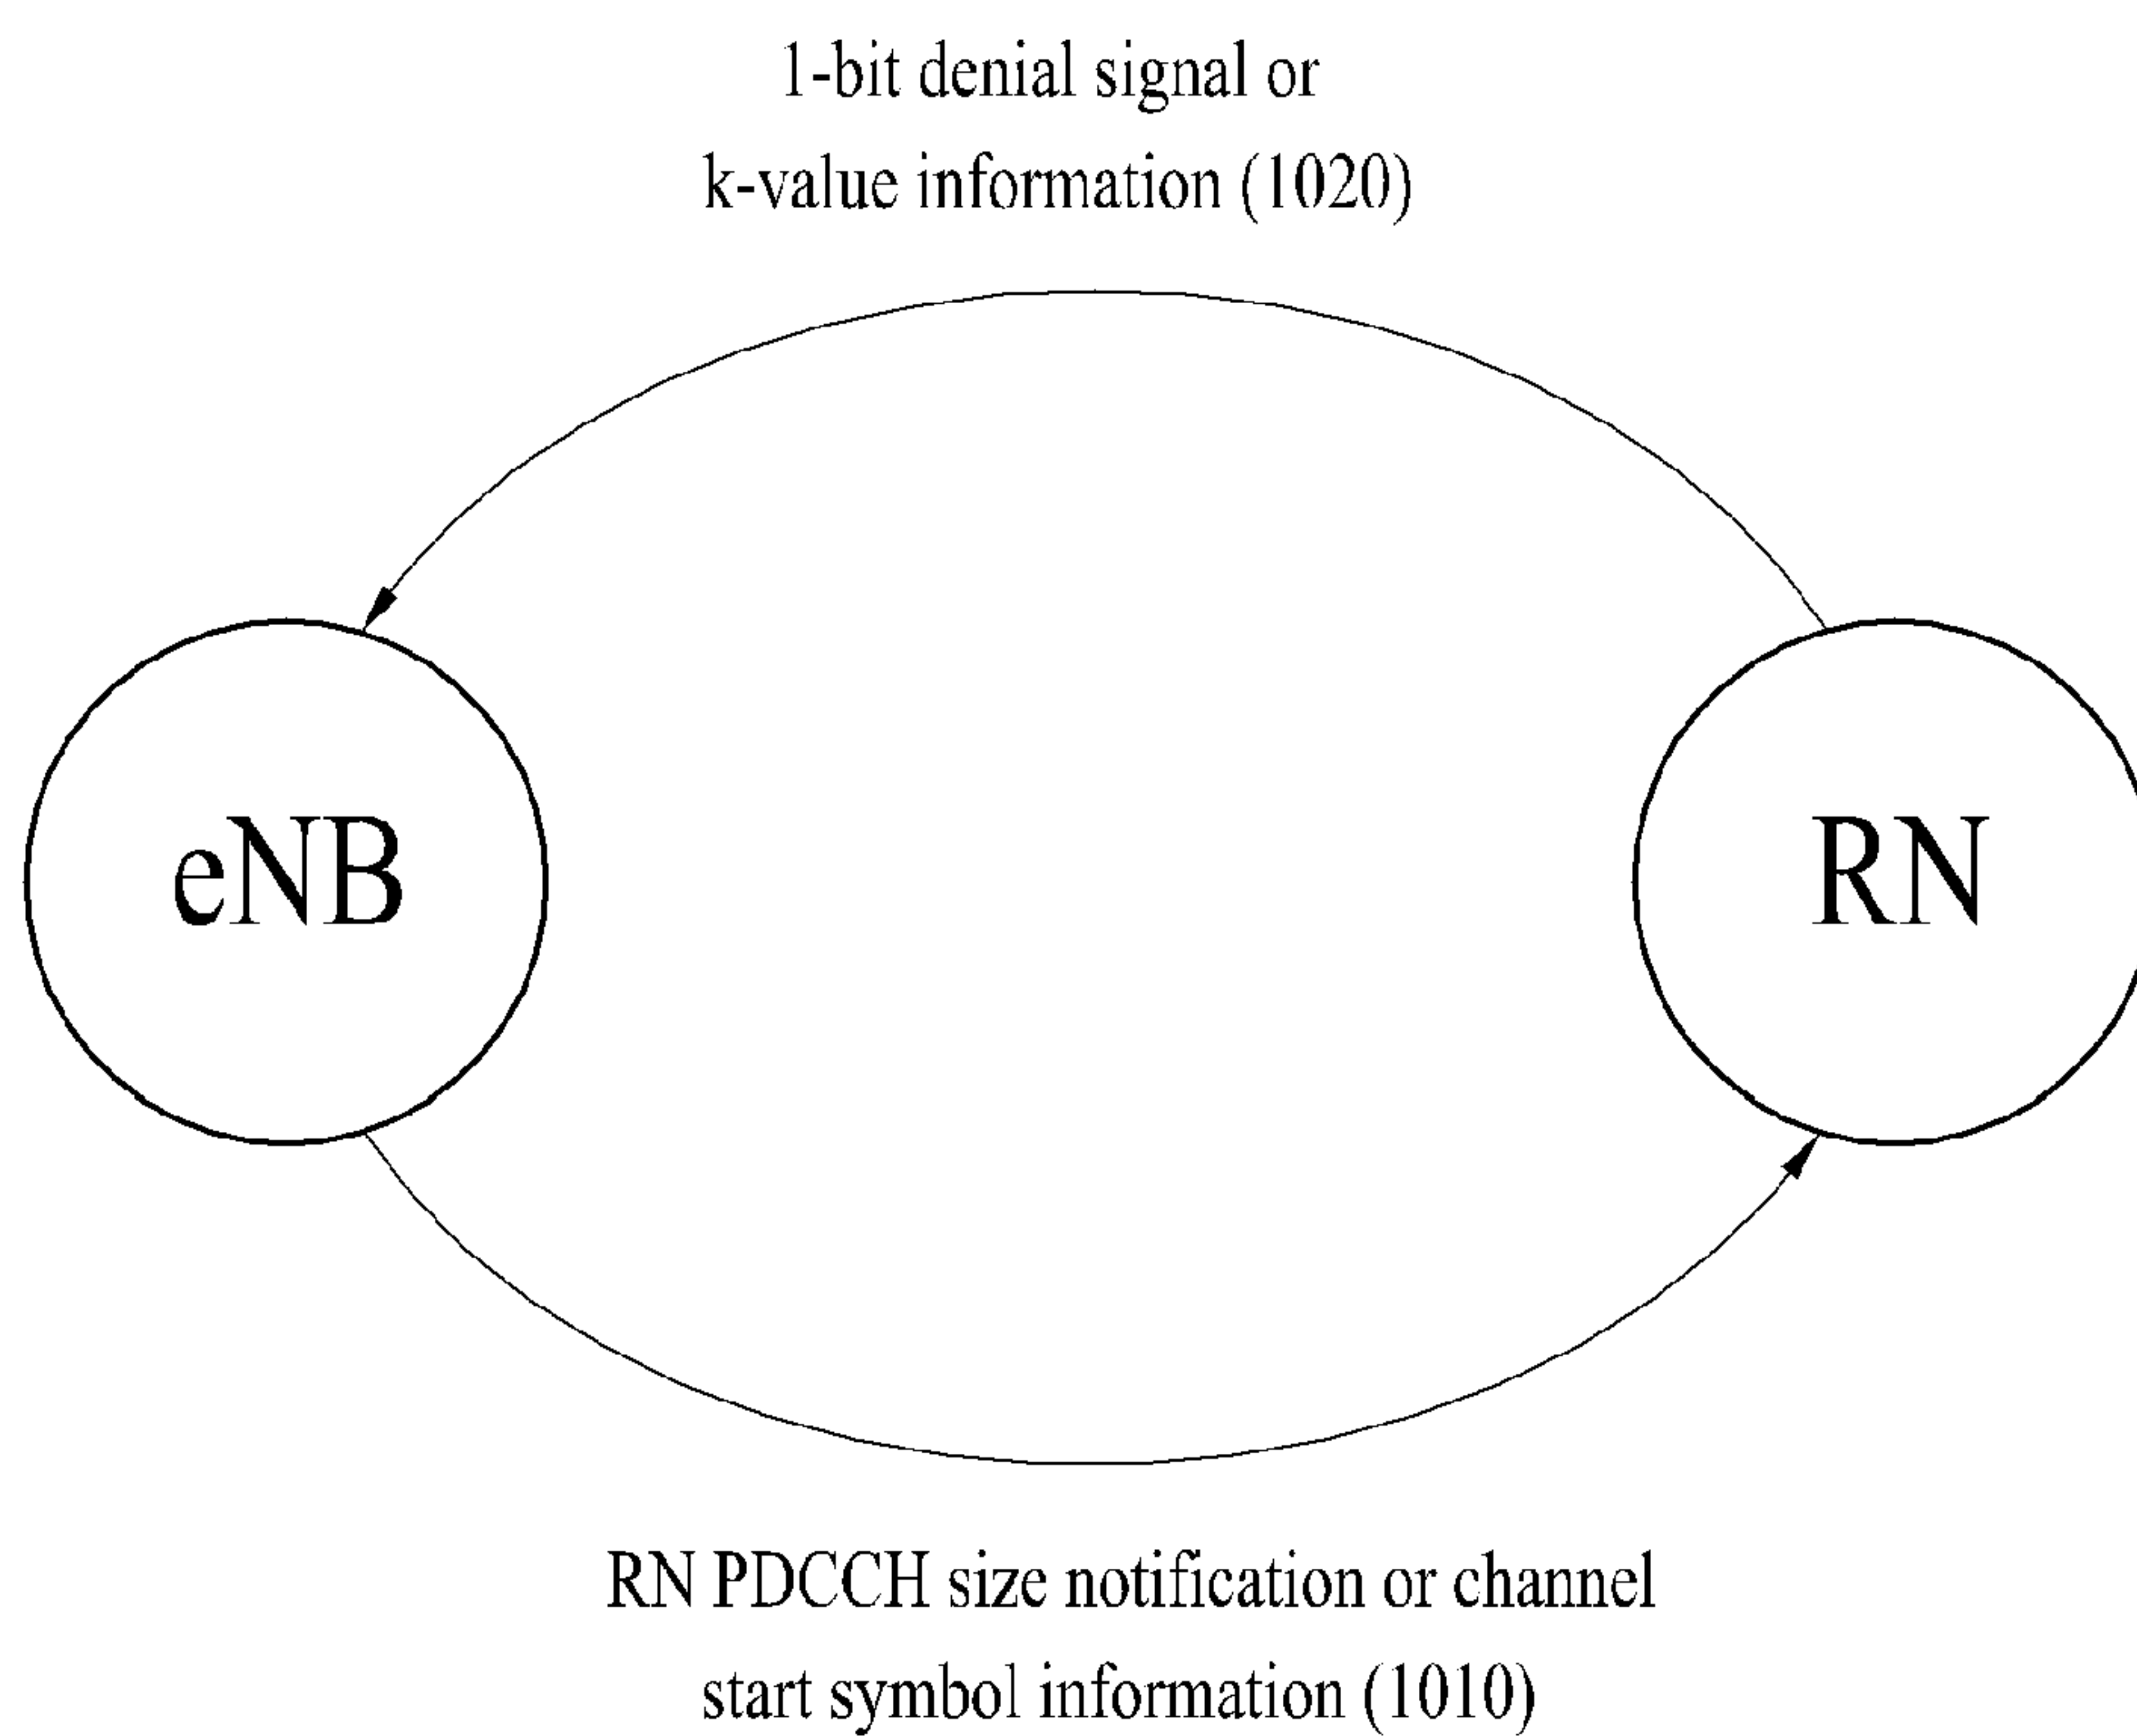 1-bit denial signal or
k-value information (1020)
eNB
RN
RN PDCCH size notification or channel
start symbol information (1010)